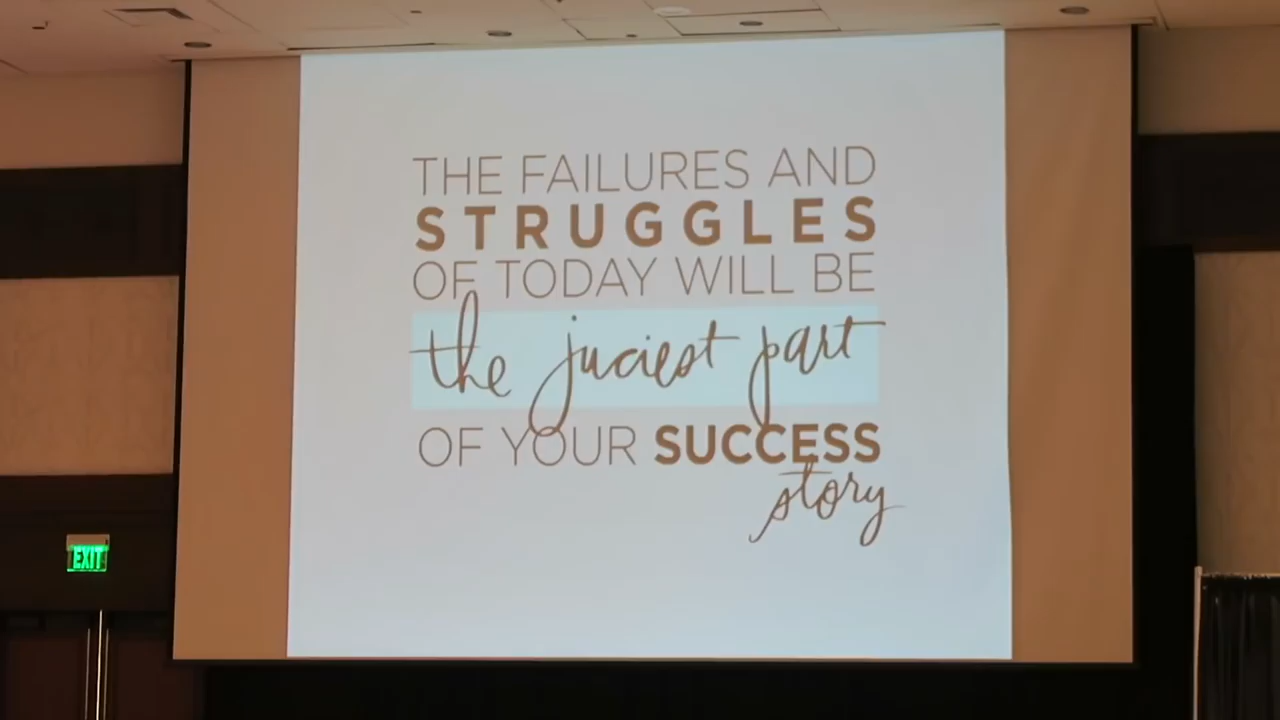 THE FAILURES AND
STRUGGLES
OF TODAY WILL BE
the juciest part
OF YOUR SUCCESS
story
EXIT